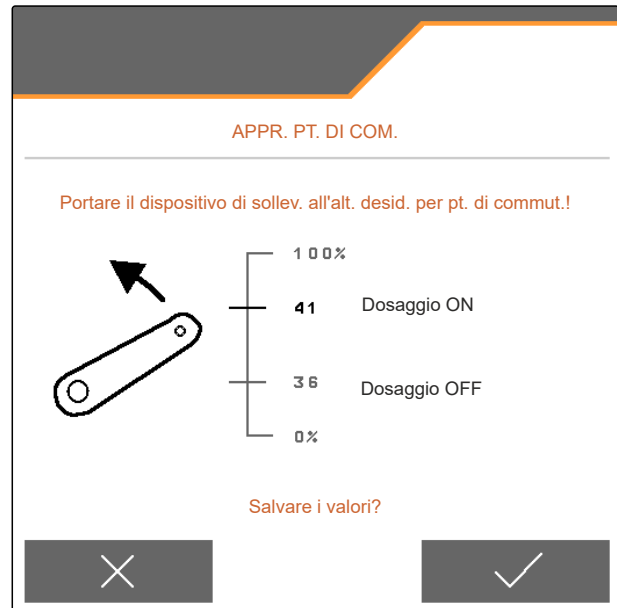 APPR. PT. DI COM.
Portare il dispositivo di sollev. all'alt. desid. per pt. di commut.!
100%
41 Dosaggio ON
36 Dosaggio OFF
0%
Salvare i valori?